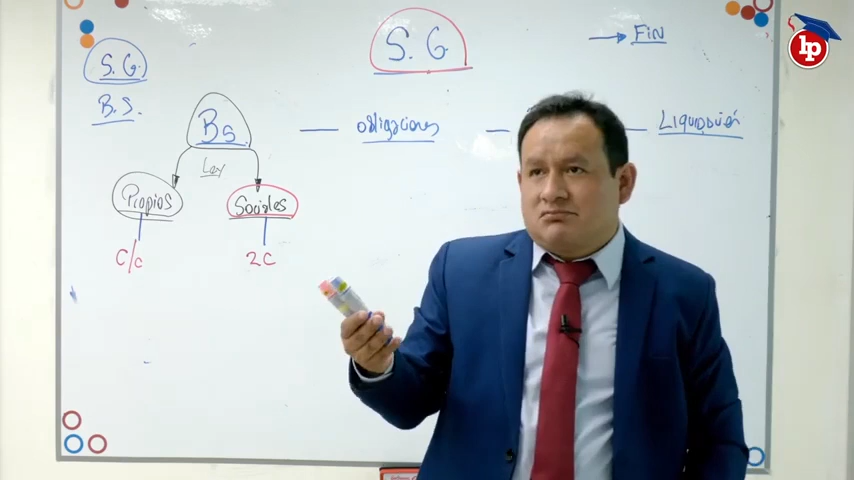 S. G.
→ FIN
lp
S. G.
B. S.
Bs
— obligaciones — — Liquidación
Ley
Propios
Sociales
C/C
2C